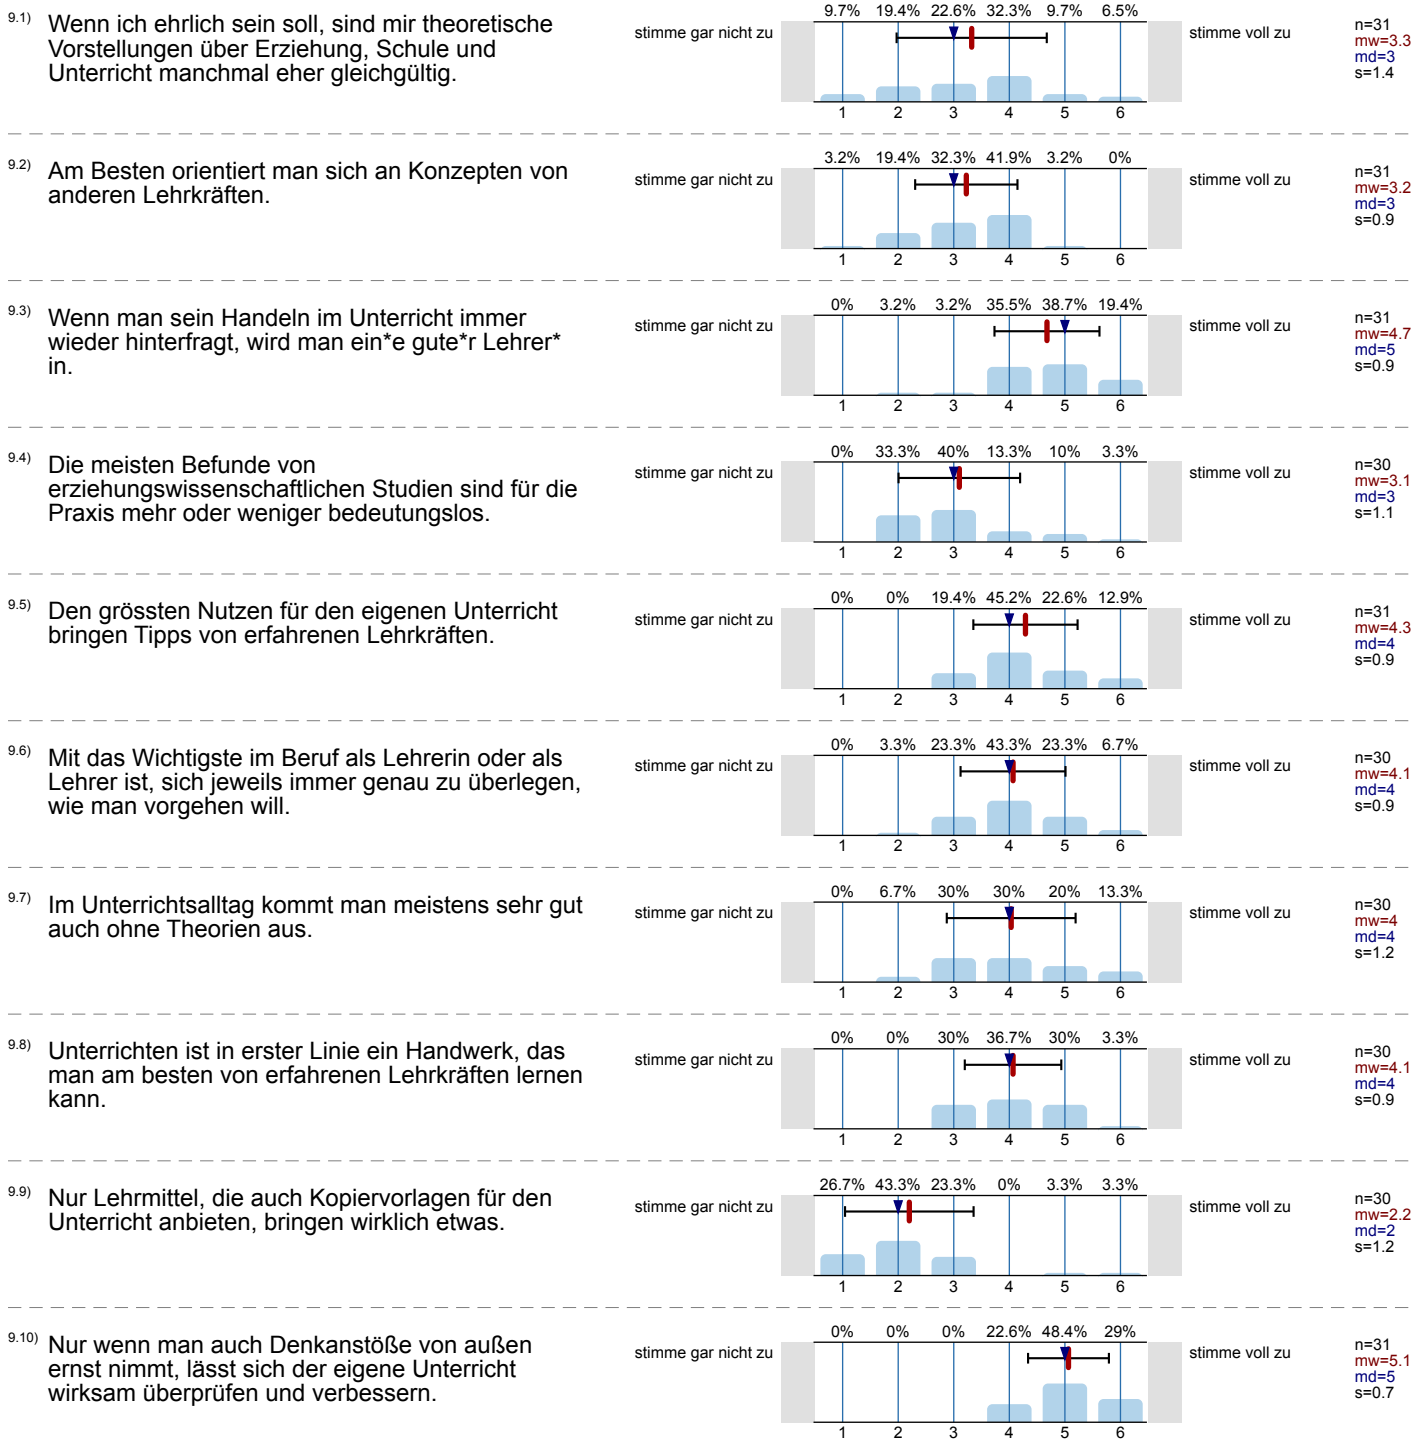 9.1) Wenn ich ehrlich sein soll, sind mir theoretische
Vorstellungen über Erziehung, Schule und
Unterricht manchmal eher gleichgültig.
stimme gar nicht zu
9.7% 19.4% 22.6% 32.3% 9.7% 6.5%
1 2 3 4 5 6
stimme voll zu
n=31
mw=3.3
md=3
s=1.4
9.2) Am Besten orientiert man sich an Konzepten von
anderen Lehrkräften.
stimme gar nicht zu
3.2% 19.4% 32.3% 41.9% 3.2% 0%
1 2 3 4 5 6
stimme voll zu
n=31
mw=3.2
md=3
s=0.9
9.3) Wenn man sein Handeln im Unterricht immer
wieder hinterfragt, wird man ein*e gute*r Lehrer*
in.
stimme gar nicht zu
0% 3.2% 3.2% 35.5% 38.7% 19.4%
1 2 3 4 5 6
stimme voll zu
n=31
mw=4.7
md=5
s=0.9
9.4) Die meisten Befunde von
erziehungswissenschaftlichen Studien sind für die
Praxis mehr oder weniger bedeutungslos.
stimme gar nicht zu
0% 33.3% 40% 13.3% 10% 3.3%
1 2 3 4 5 6
stimme voll zu
n=30
mw=3.1
md=3
s=1.1
9.5) Den grössten Nutzen für den eigenen Unterricht
bringen Tipps von erfahrenen Lehrkräften.
stimme gar nicht zu
0% 0% 19.4% 45.2% 22.6% 12.9%
1 2 3 4 5 6
stimme voll zu
n=31
mw=4.3
md=4
s=0.9
9.6) Mit das Wichtigste im Beruf als Lehrerin oder als
Lehrer ist, sich jeweils immer genau zu überlegen,
wie man vorgehen will.
stimme gar nicht zu
0% 3.3% 23.3% 43.3% 23.3% 6.7%
1 2 3 4 5 6
stimme voll zu
n=30
mw=4.1
md=4
s=0.9
9.7) Im Unterrichtsalltag kommt man meistens sehr gut
auch ohne Theorien aus.
stimme gar nicht zu
0% 6.7% 30% 30% 20% 13.3%
1 2 3 4 5 6
stimme voll zu
n=30
mw=4
md=4
s=1.2
9.8) Unterrichten ist in erster Linie ein Handwerk, das
man am besten von erfahrenen Lehrkräften lernen
kann.
stimme gar nicht zu
0% 0% 30% 36.7% 30% 3.3%
1 2 3 4 5 6
stimme voll zu
n=30
mw=4.1
md=4
s=0.9
9.9) Nur Lehrmittel, die auch Kopiervorlagen für den
Unterricht anbieten, bringen wirklich etwas.
stimme gar nicht zu
26.7% 43.3% 23.3% 0% 3.3% 3.3%
1 2 3 4 5 6
stimme voll zu
n=30
mw=2.2
md=2
s=1.2
9.10) Nur wenn man auch Denkanstöße von außen
ernst nimmt, lässt sich der eigene Unterricht
wirksam überprüfen und verbessern.
stimme gar nicht zu
0% 0% 0% 22.6% 48.4% 29%
1 2 3 4 5 6
stimme voll zu
n=31
mw=5.1
md=5
s=0.7